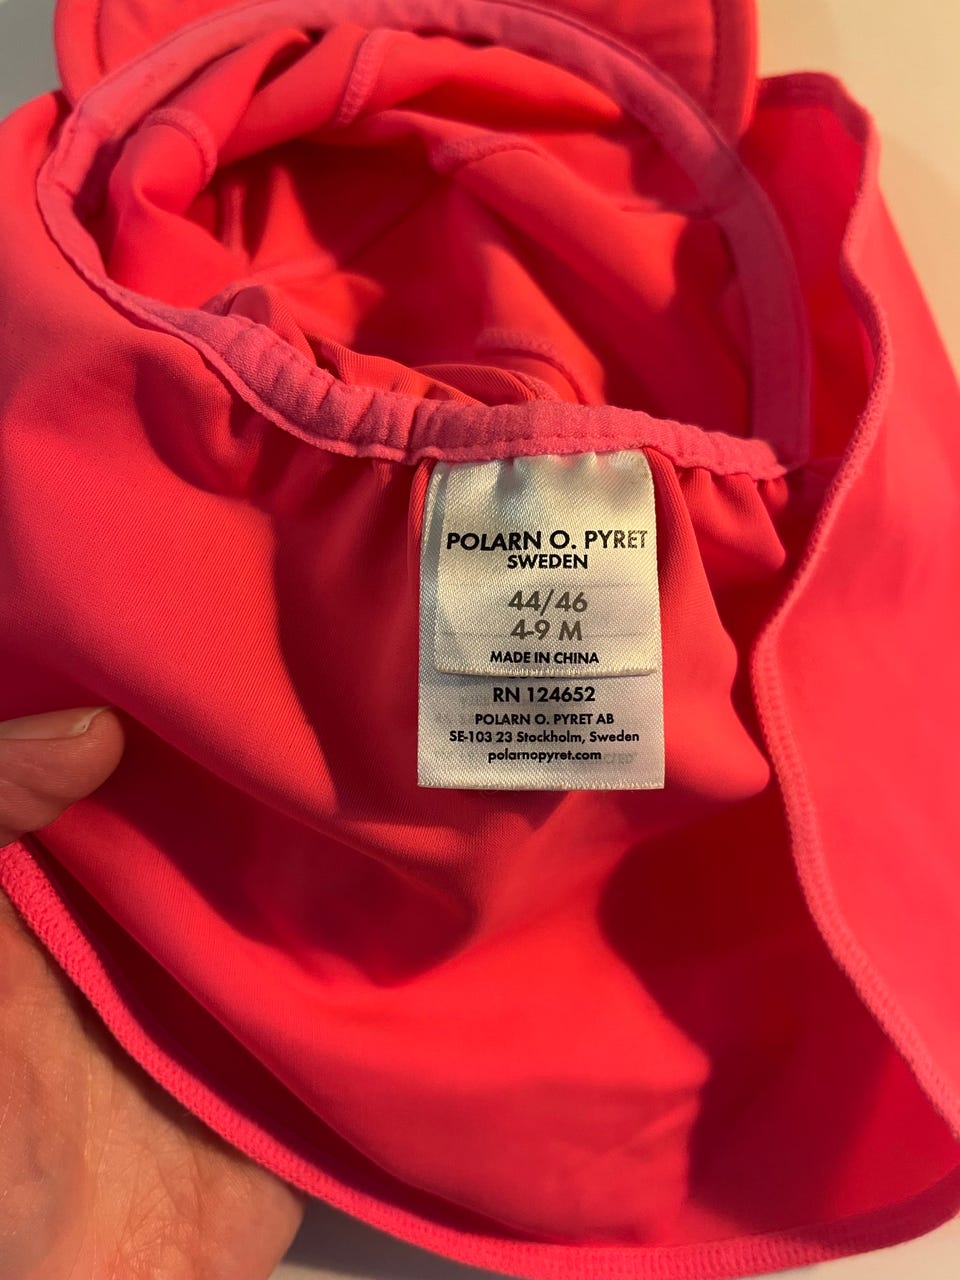 POLARN O. PYRET
SWEDEN
44/46
4-9 M
MADE IN CHINA
RN 124652
POLARN O. PYRET AB
SE-103 23 Stockholm, Sweden
polarnopyret.com